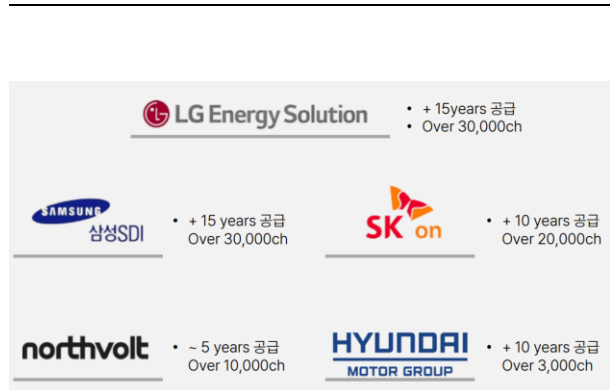 LG Energy Solution
• + 15years 공급
• Over 30,000ch
SAMSUNG
삼성SDI
• + 15 years 공급
Over 30,000ch
SK on
• + 10 years 공급
Over 20,000ch
northvolt
• ~ 5 years 공급
Over 10,000ch
HYUNDAI
MOTOR GROUP
• + 10 years 공급
Over 3,000ch